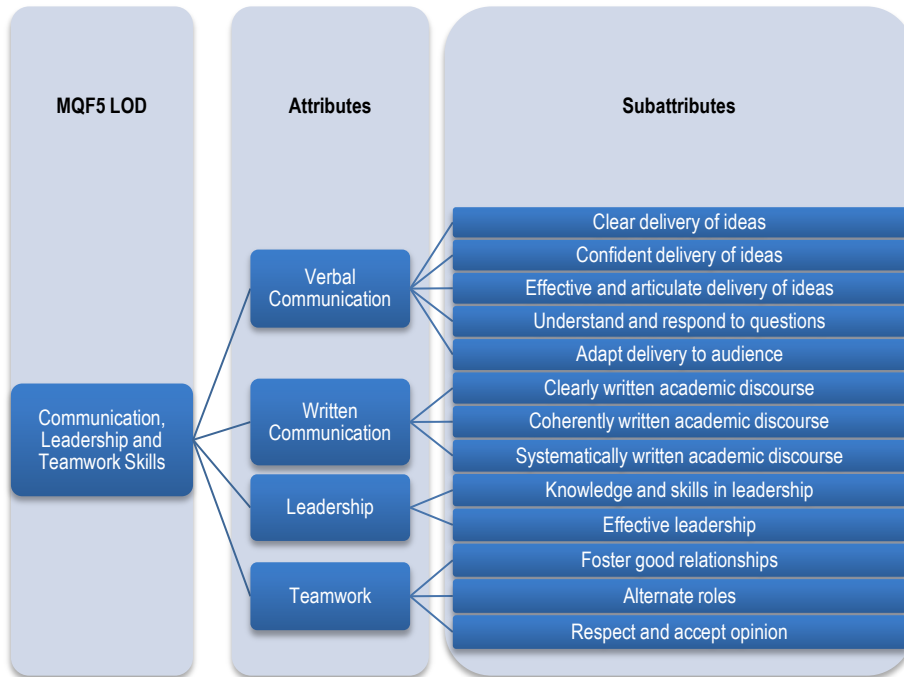 MQF5 LOD
Attributes
Subattributes
Communication,
Leadership and
Teamwork Skills
Verbal
Communication
Clear delivery of ideas
Confident delivery of ideas
Effective and articulate delivery of ideas
Understand and respond to questions
Adapt delivery to audience
Written
Communication
Clearly written academic discourse
Coherently written academic discourse
Systematically written academic discourse
Leadership
Knowledge and skills in leadership
Effective leadership
Teamwork
Foster good relationships
Alternate roles
Respect and accept opinion